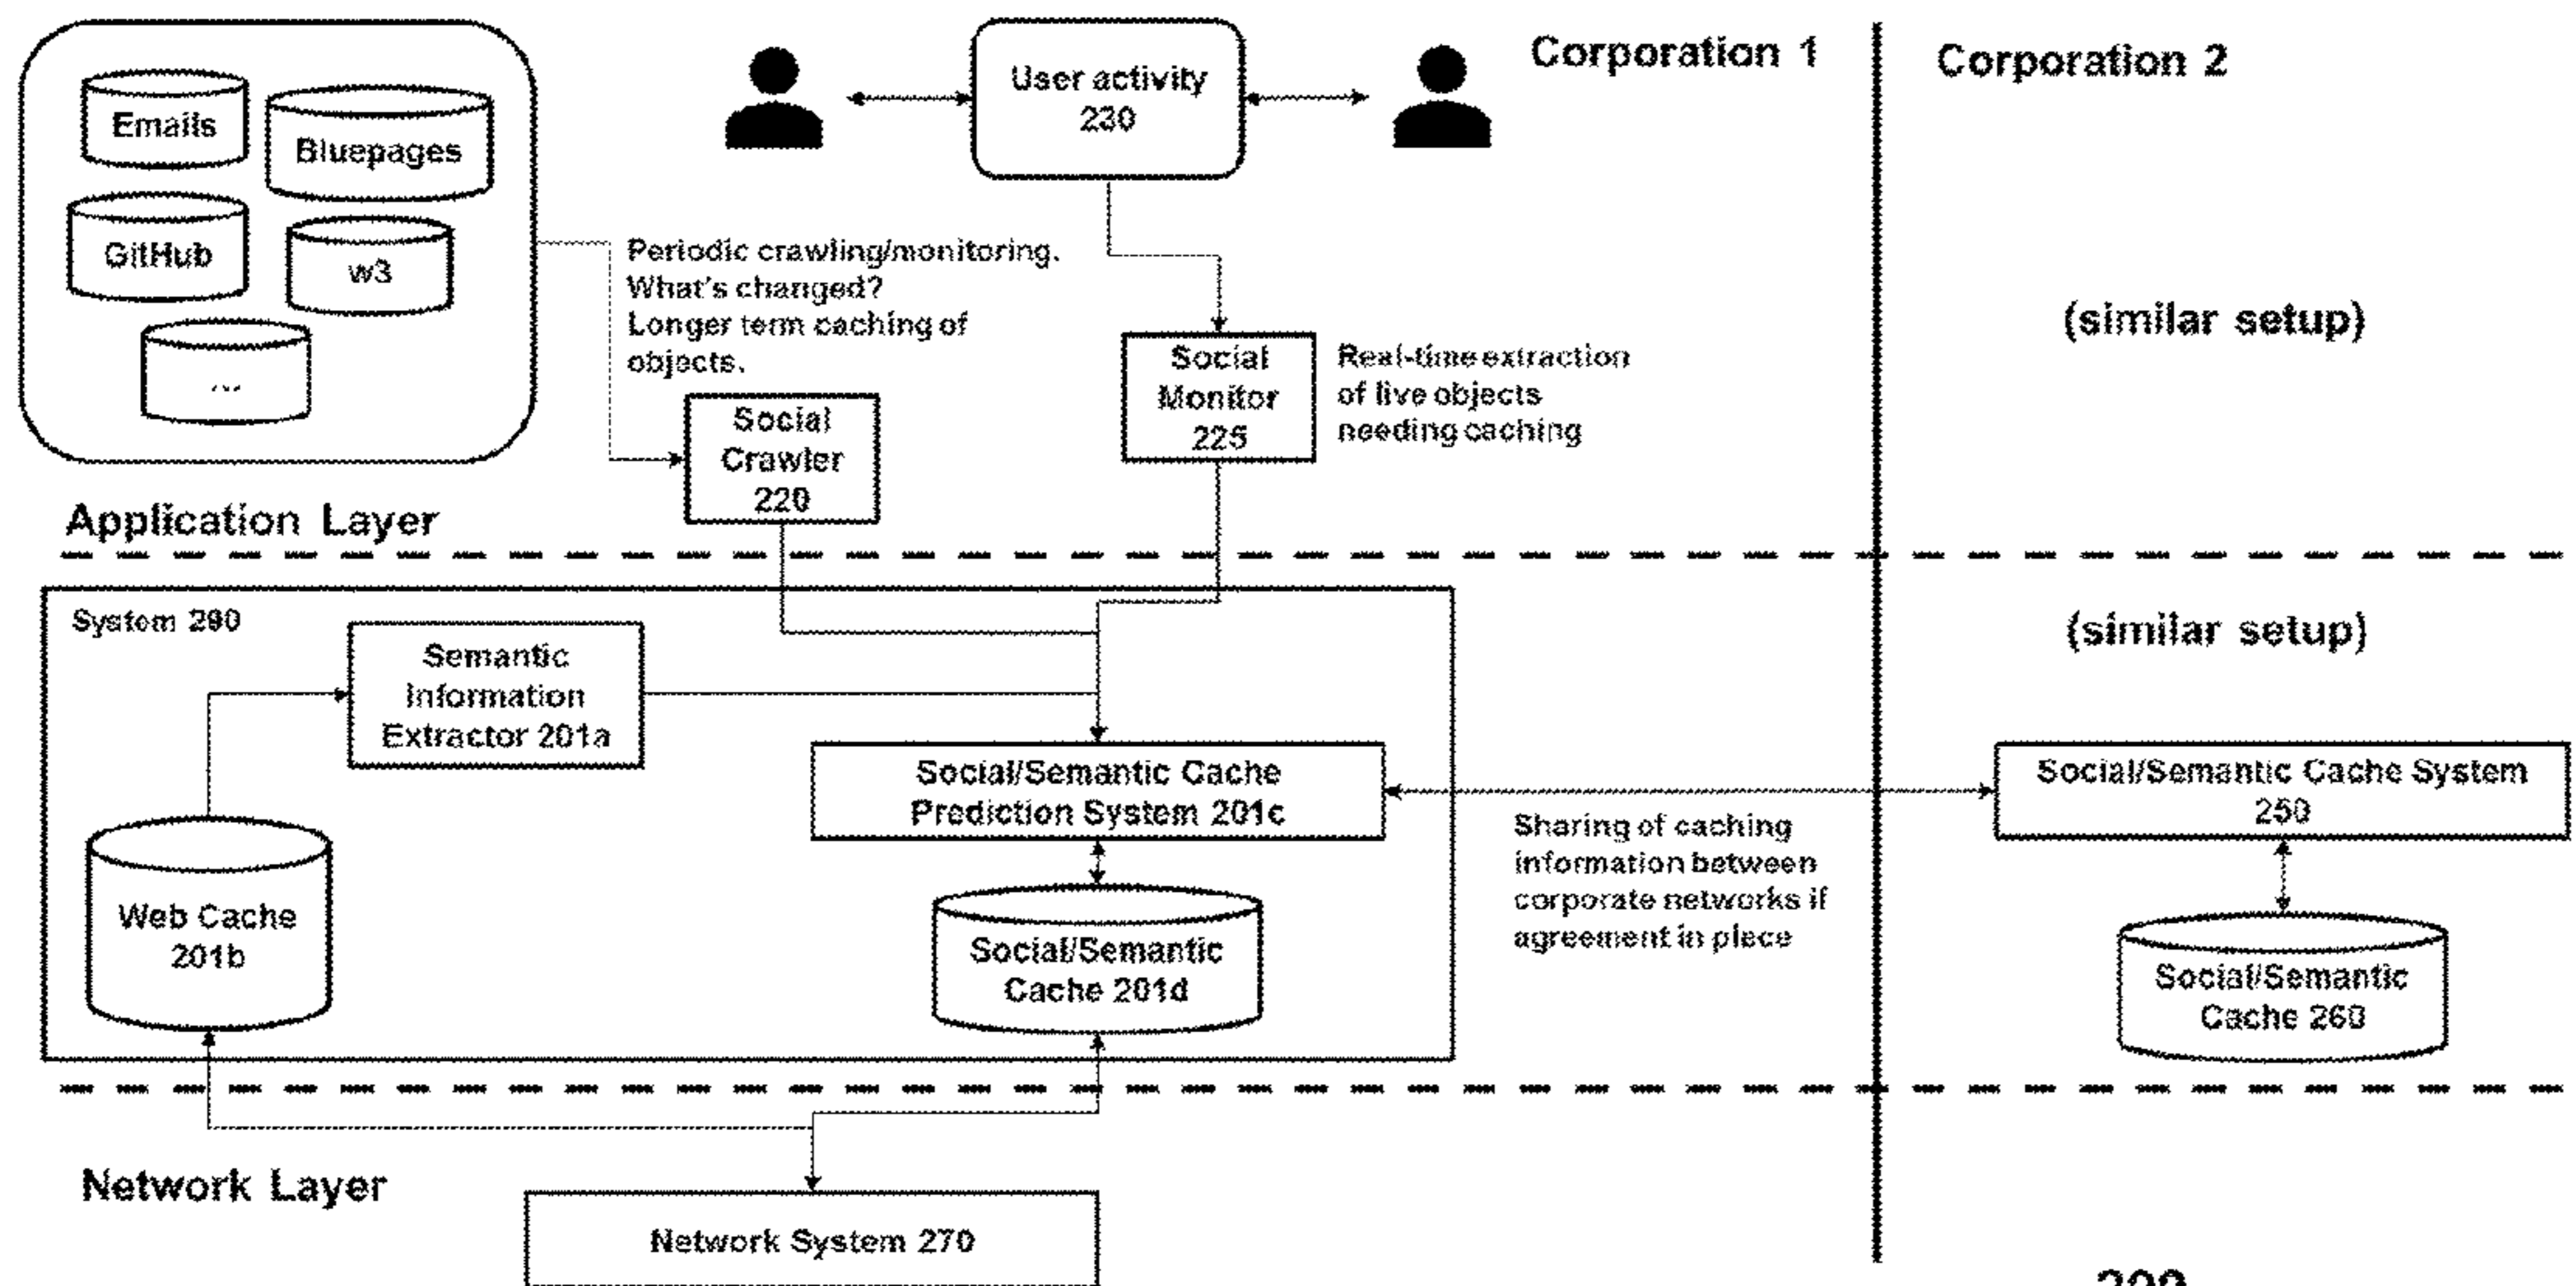 Emails
Bluepages
GitHub
w3
...
User activity
230
Corporation 1
Corporation 2
Periodic crawling/monitoring.
What's changed?
Longer term caching of
objects.
Social
Crawler
220
Social
Monitor
225
Real-time extraction
of live objects
needing caching
(similar setup)
Application Layer
System 290
Semantic
Information
Extractor 201a
(similar setup)
Social/Semantic Cache
Prediction System 201c
Social/Semantic Cache System
250
Sharing of caching
information between
corporate networks if
agreement in place
Web Cache
201b
Social/Semantic
Cache 201d
Social/Semantic
Cache 260
Network Layer
Network System 270